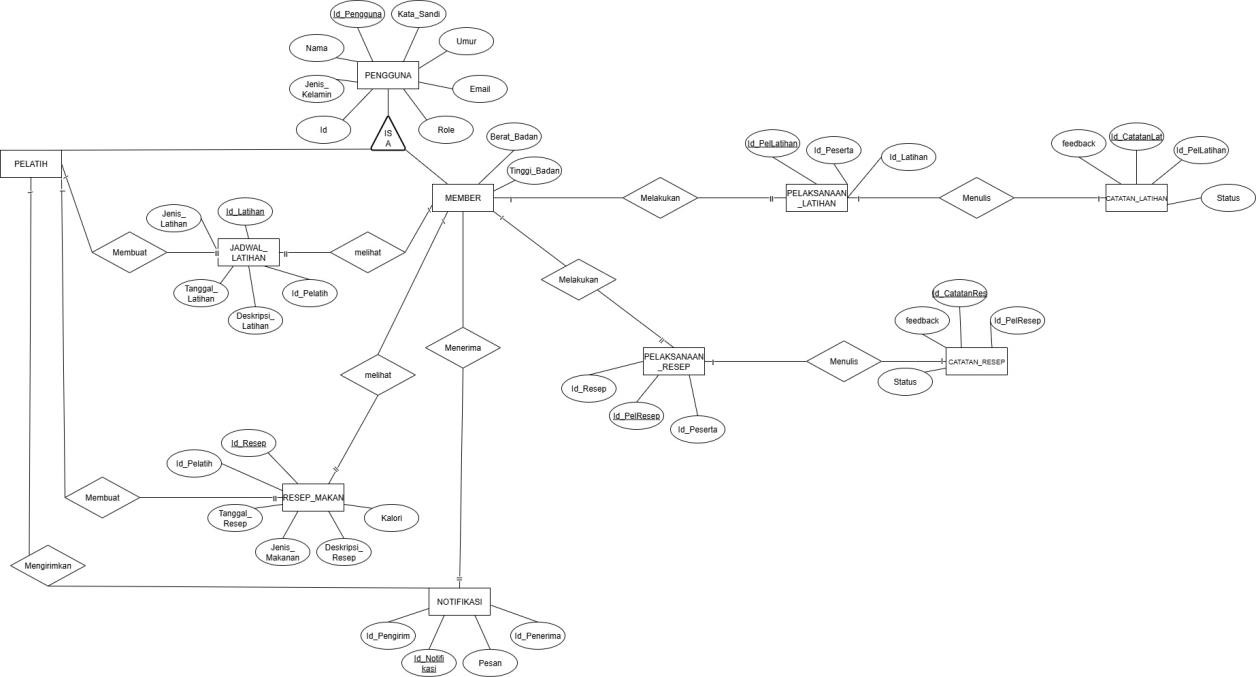 Id_Pengguna
Kata_Sandi
Nama
Umur
PENGGUNA
Jenis_
Kelamin
Email
Id
Role
IS
A
Berat_Badan
Tinggi_Badan
PELATIH
MEMBER
Melakukan
Id_PelLatihan
Id_Peserta
Id_Latihan
PELAKSANAAN
_LATIHAN
Menulis
feedback
Id_CatatanLat
Id_PelLatihan
CATATAN_LATIHAN
Status
Jenis_
Latihan
Id_Latihan
Membuat
JADWAL_
LATIHAN
melihat
Tanggal_
Latihan
Id_Pelatih
Deskripsi_
Latihan
Melakukan
Id_CatatanRes
feedback
Id_PelResep
Menerima
PELAKSANAAN
_RESEP
Menulis
CATATAN_RESEP
melihat
Id_Resep
Status
Id_PelResep
Id_Peserta
Id_Resep
Id_Pelatih
Membuat
RESEP_MAKAN
Tanggal_
Resep
Kalori
Jenis_
Makanan
Deskripsi_
Resep
Mengirimkan
NOTIFIKASI
Id_Pengirim
Id_Penerima
Id_Notifi
kasi
Pesan